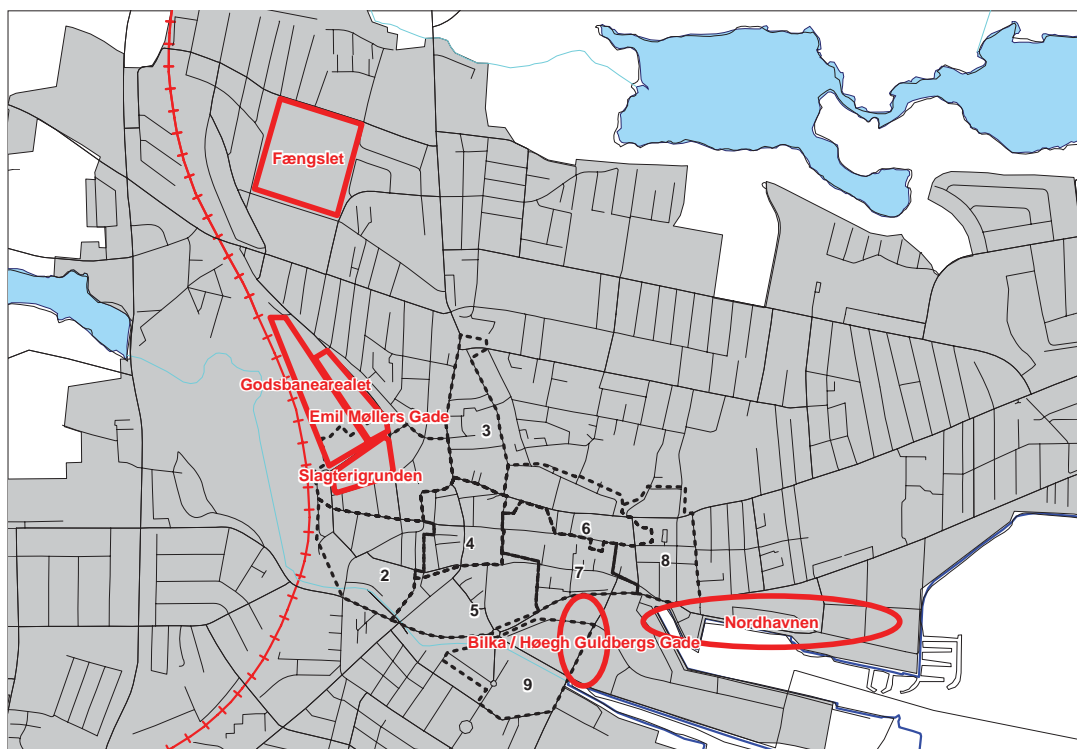 Fængslet
Godsbanearealet
Emil Møllers Gade
3
Slagterigrunden
6
4
8
2
7
5
Nordhavnen
Bilka / Høegh Guldbergs Gade
9